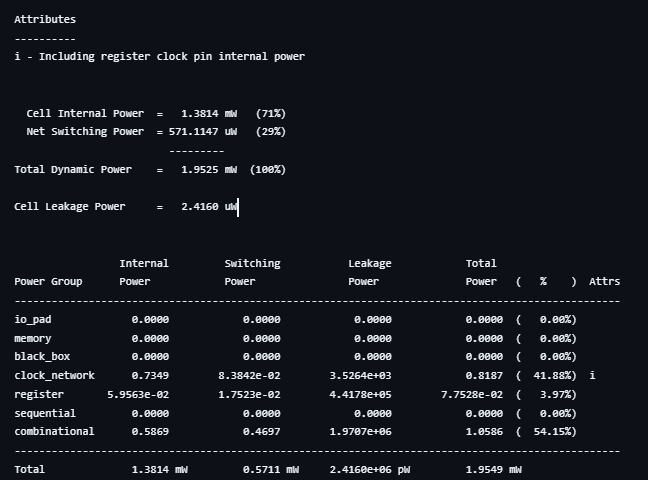 Attributes
----------
i - Including register clock pin internal power
Cell Internal Power  =   1.3814 mW   (71%)
Net Switching Power  = 571.1147 uW   (29%)
---------
Total Dynamic Power    =   1.9525 mW  (100%)
Cell Leakage Power     =   2.4160 uW
Internal         Switching           Leakage            Total
Power Group      Power            Power               Power              Power   (   %    )  Attrs
--------------------------------------------------------------------------------------------------
io_pad             0.0000            0.0000            0.0000            0.0000  (   0.00%)
memory             0.0000            0.0000            0.0000            0.0000  (   0.00%)
black_box          0.0000            0.0000            0.0000            0.0000  (   0.00%)
clock_network      0.7349        8.3842e-02        3.5264e+03            0.8187  (  41.88%)  i
register       5.9563e-02        1.7523e-02        4.4178e+05        7.7528e-02  (   3.97%)
sequential         0.0000            0.0000            0.0000            0.0000  (   0.00%)
combinational      0.5869            0.4697        1.9707e+06            1.0586  (  54.15%)
--------------------------------------------------------------------------------------------------
Total              1.3814 mW         0.5711 mW     2.4160e+06 pW         1.9549 mW